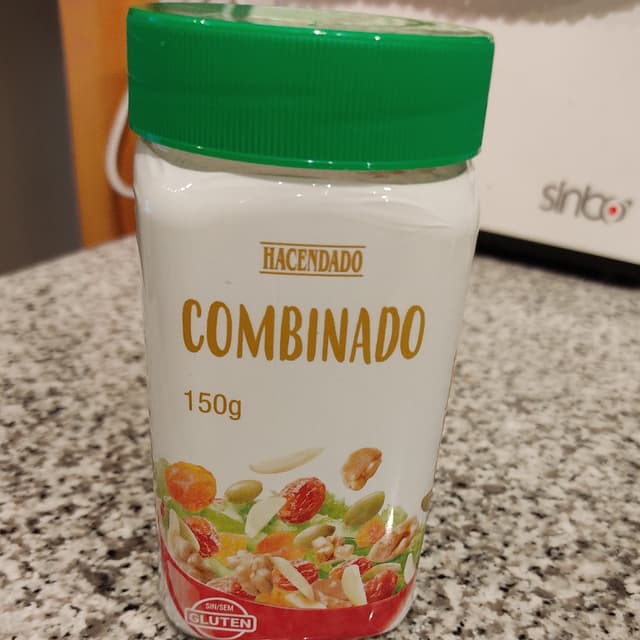 HACENDADO
COMBINADO
150g
SIN/SEM
GLUTEN
sinbo